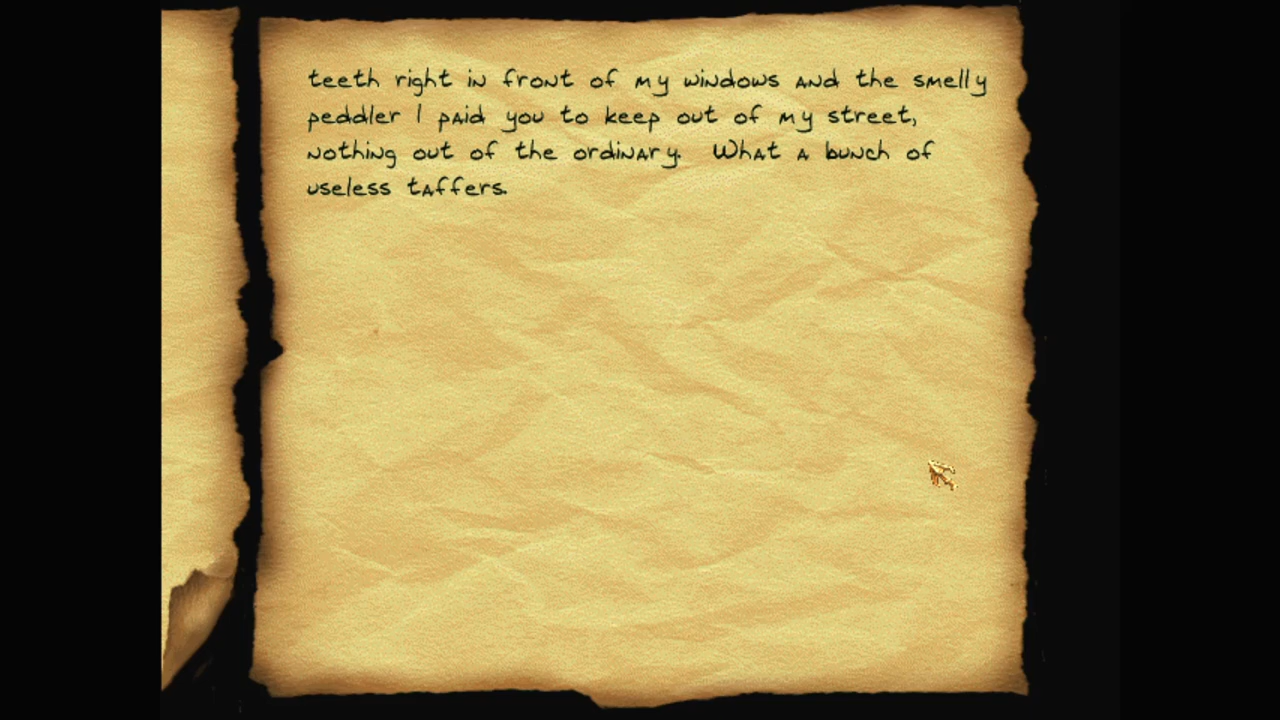 teeth right in front of my windows and the smelly
peddler I paid you to keep out of my street,
nothing out of the ordinary.  What a bunch of
useless taffers.